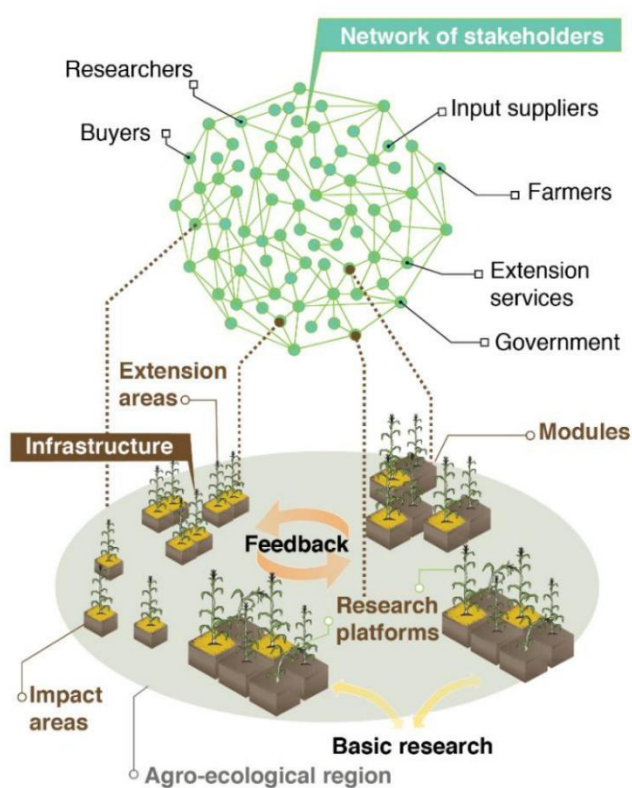 Network of stakeholders
Researchers
Input suppliers
Buyers
Farmers
Extension
services
Government
Extension
areas
Infrastructure
Modules
Feedback
Research
platforms
Impact
areas
Basic research
Agro-ecological region